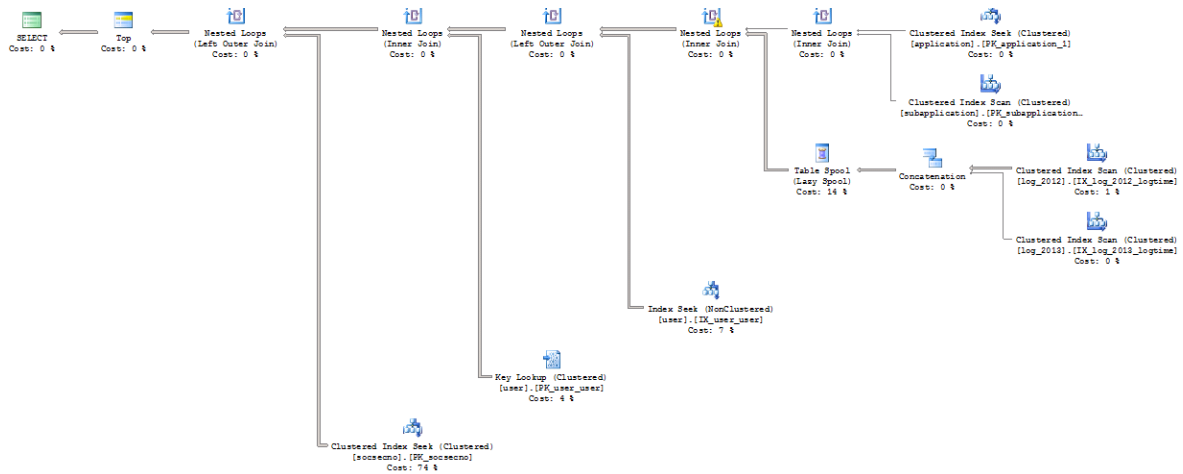 SELECT
Cost: 0 %
Top
Cost: 0 %
Nested Loops
(Left Outer Join)
Cost: 0 %
Nested Loops
(Inner Join)
Cost: 0 %
Nested Loops
(Left Outer Join)
Cost: 0 %
Nested Loops
(Inner Join)
Cost: 0 %
Nested Loops
(Inner Join)
Cost: 0 %
Clustered Index Seek (Clustered)
[application].[PK_application_1]
Cost: 0 %
Clustered Index Scan (Clustered)
[subapplication].[PK_subapplication…
Cost: 0 %
Table Spool
(Lazy Spool)
Cost: 14 %
Concatenation
Cost: 0 %
Clustered Index Scan (Clustered)
[log_2012].[IX_log_2012_logtime]
Cost: 1 %
Clustered Index Scan (Clustered)
[log_2013].[IX_log_2013_logtime]
Cost: 0 %
Index Seek (NonClustered)
[user].[IX_user_user]
Cost: 7 %
Key Lookup (Clustered)
[user].[PK_user_user]
Cost: 4 %
Clustered Index Seek (Clustered)
[socsecno].[PK_socsecno]
Cost: 74 %